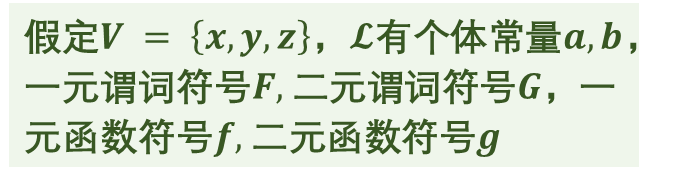 假定V = {x, y, z}，ℒ有个体常量a, b，
一元谓词符号F, 二元谓词符号G，一
元函数符号f, 二元函数符号g